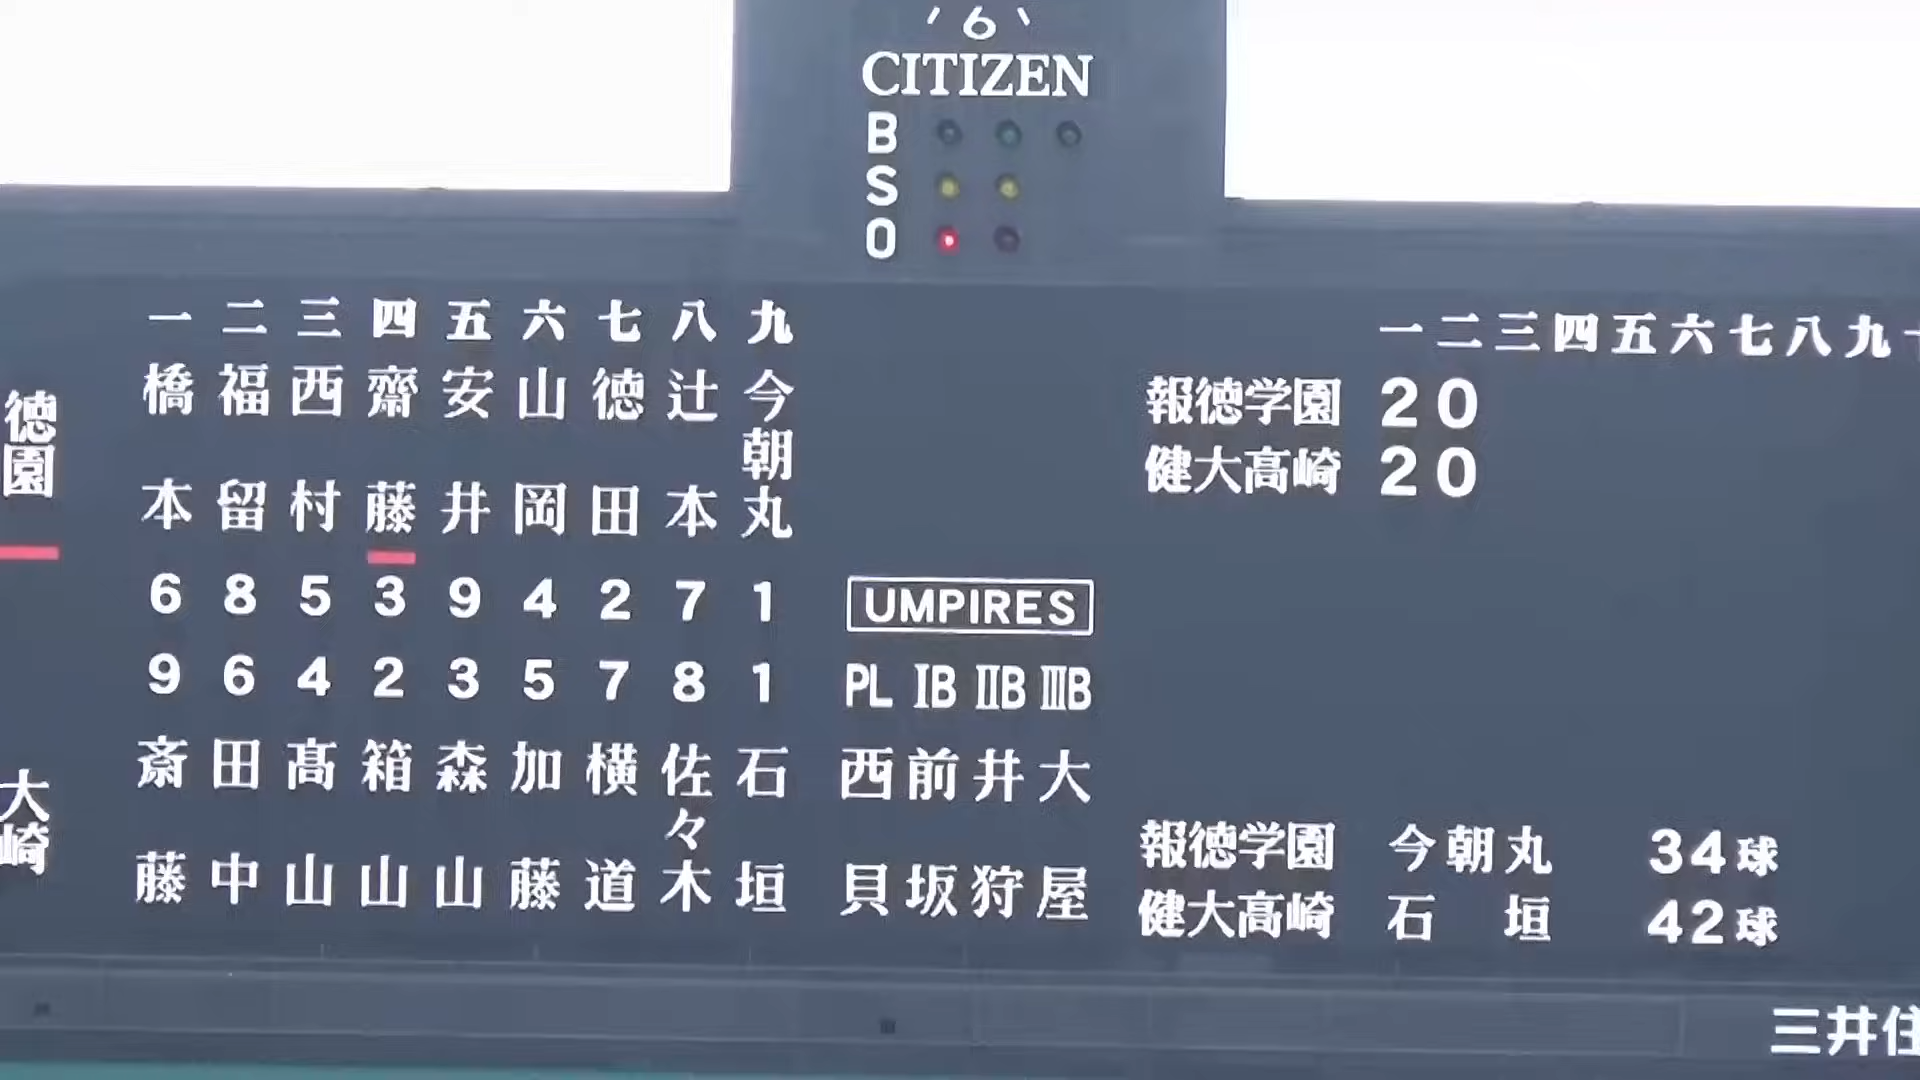 6
CITIZEN
B
S
O
一 二 三 四 五 六 七 八 九
徳園
橋本 福留 西村 齋藤 安井 山岡 徳田 辻本 今朝丸
6 8 5 3 9 4 2 7 1
9 6 4 2 3 5 7 8 1
大崎
斎藤 田中 髙山 箱山 森山 加藤 横道 佐々木 石垣
UMPIRES
PL IB IIB IIIB
西貝 前坂 井狩 大屋
一 二 三 四 五 六 七 八 九
報徳学園 2 0
健大高崎 2 0
報徳学園 今朝丸 34球
健大高崎 石垣 42球
三井住